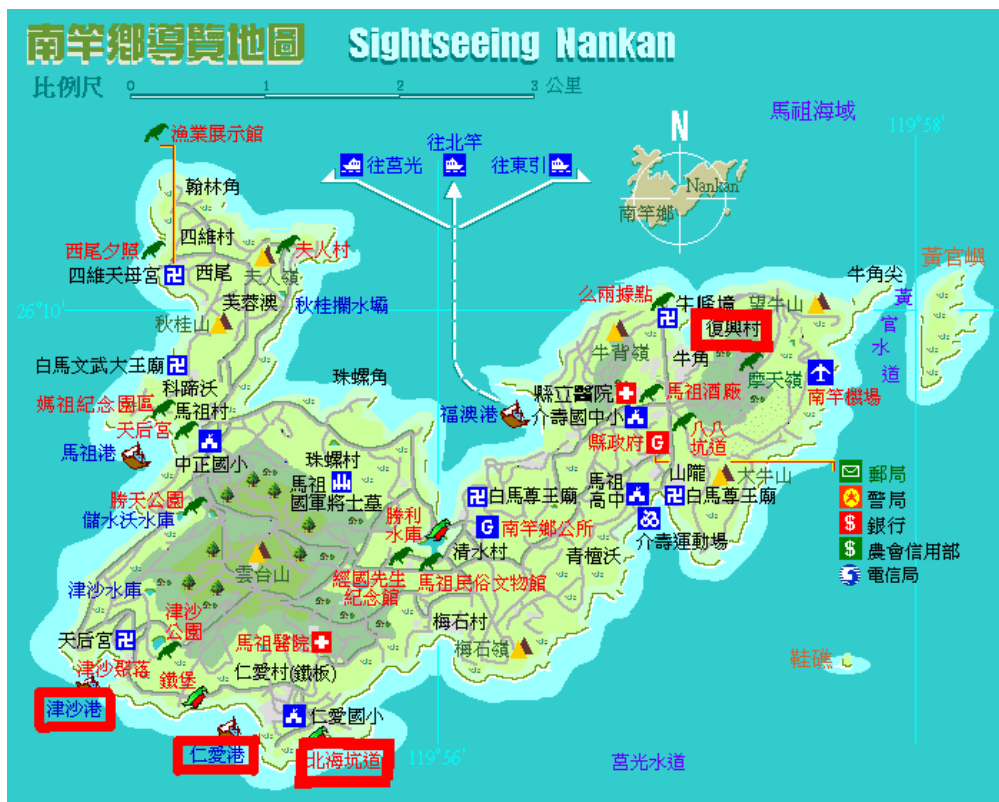 南竿鄉導覽地圖 Sightseeing Nankan
比例尺 0 1 2 3 公里
馬祖海域
119°58'
漁業展示館
N
往莒光
往北竿
往東引
翰林角
Nankan
南竿鄉
四維村
西尾夕照
夫人村
黃官嶼
四維天母宮
西尾
夫人嶺
牛角尖
芙蓉澳
秋桂攔水壩
么兩據點
牛峰境
望牛山
黃官水道
26°10'
秋桂山
復興村
牛背嶺
牛角
白馬文武大王廟
科蹄沃
珠螺角
摩天嶺
南竿機場
縣立醫院
馬祖酒廠
媽祖紀念園區
馬祖村
福澳港
介壽國中小
天后宮
八八坑道
縣政府
馬祖港
中正國小
珠螺村
馬祖國軍將士墓
馬祖高中
山隴
大牛山
郵局
勝天公園
白馬尊王廟
白馬尊王廟
警局
儲水沃水庫
勝利水庫
南竿鄉公所
介壽運動場
銀行
清水村
青檀沃
農會信用部
雲台山
經國先生紀念館
馬祖民俗文物館
電信局
津沙水庫
津沙公園
梅石村
天后宮
馬祖醫院
梅石嶺
鞋礁
津沙聚落
鐵堡
仁愛村(鐵板)
津沙港
仁愛國小
仁愛港
北海坑道
119°56'
莒光水道